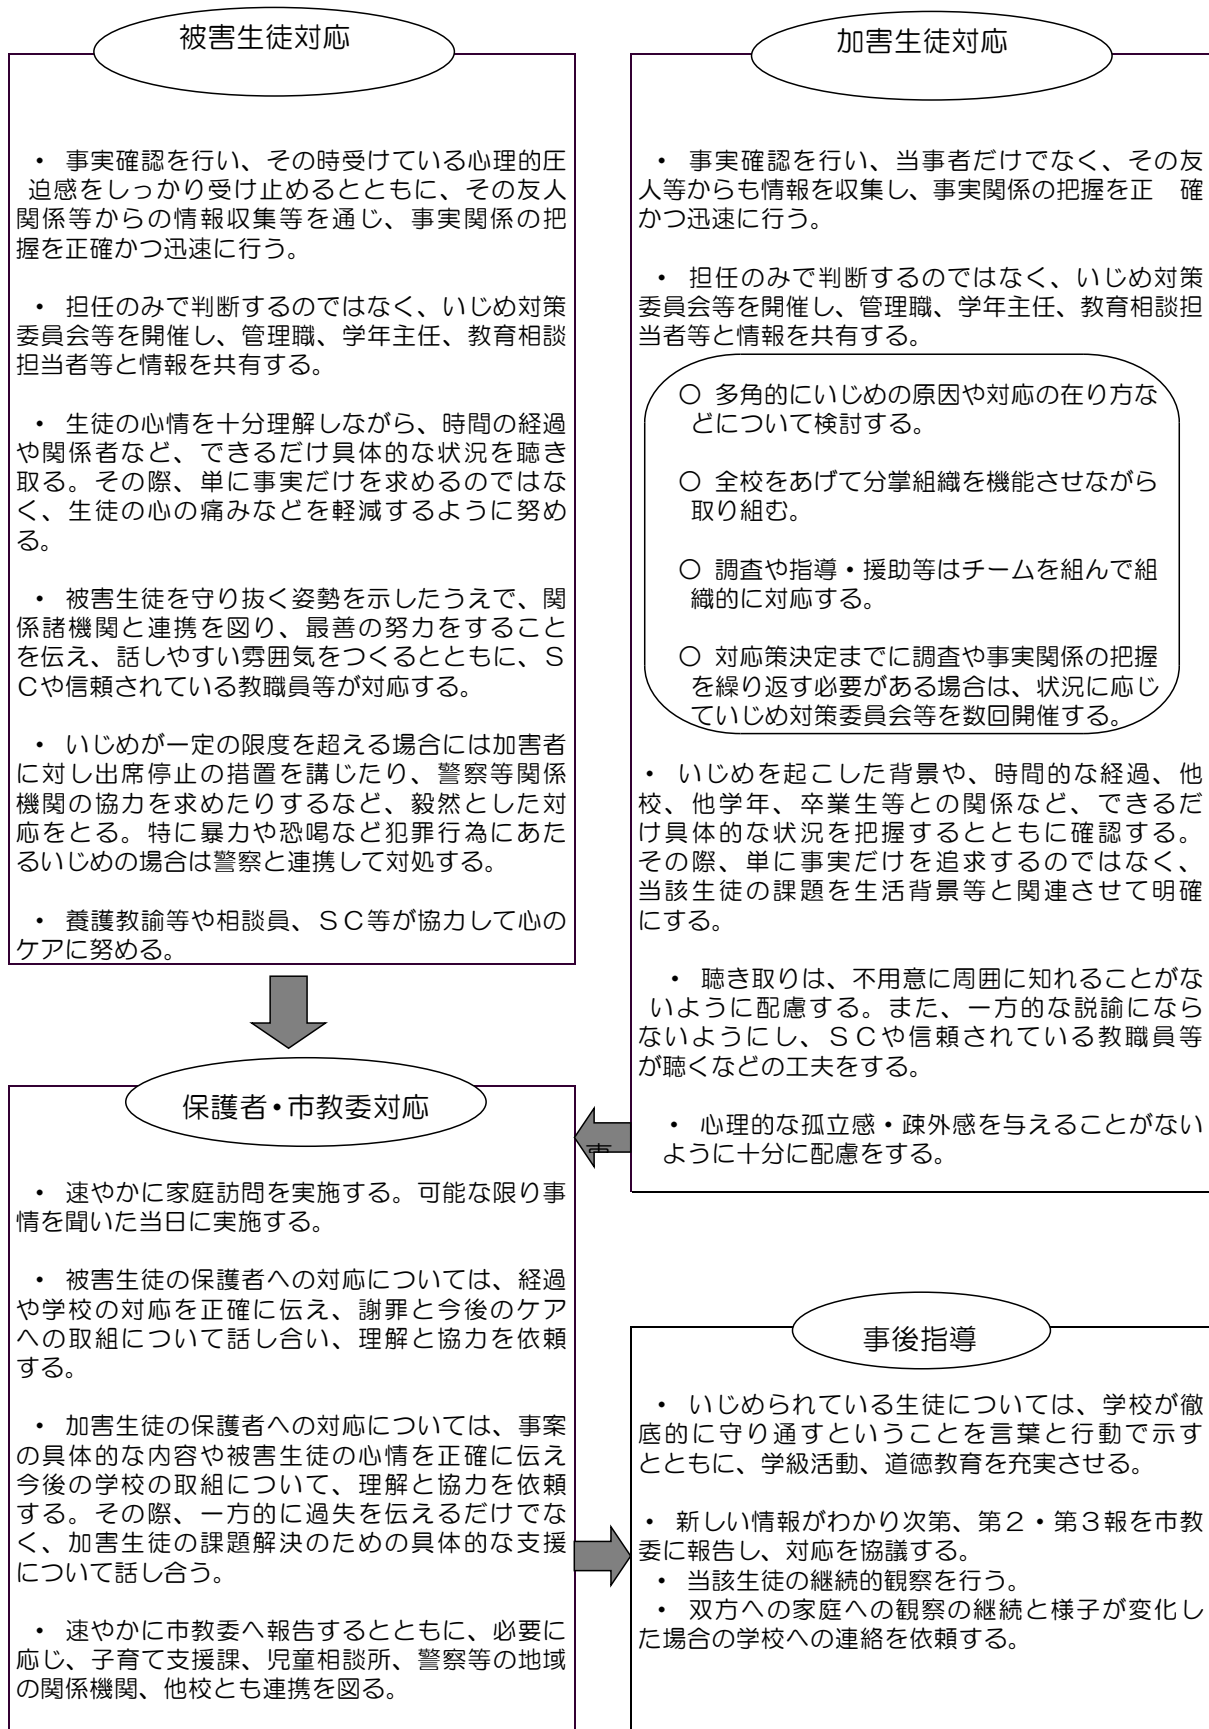 被害生徒対応
・ 事実確認を行い、その時受けている心理的圧
迫感をしっかり受け止めるとともに、その友人
関係等からの情報収集等を通じ、事実関係の把
握を正確かつ迅速に行う。
・ 担任のみで判断するのではなく、いじめ対策
委員会等を開催し、管理職、学年主任、教育相談
担当者等と情報を共有する。
・ 生徒の心情を十分理解しながら、時間の経過
や関係者など、できるだけ具体的な状況を聴き
取る。その際、単に事実だけを求めるのではな
く、生徒の心の痛みなどを軽減するように努め
る。
・ 被害生徒を守り抜く姿勢を示したうえで、関
係諸機関と連携を図り、最善の努力をすること
を伝え、話しやすい雰囲気をつくるとともに、S
Cや信頼されている教職員等が対応する。
・ いじめが一定の限度を超える場合には加害者
に対し出席停止の措置を講じたり、警察等関係
機関の協力を求めたりするなど、毅然とした対
応をとる。特に暴力や恐喝など犯罪行為にあた
るいじめの場合は警察と連携して対処する。
・ 養護教諭等や相談員、SC等が協力して心の
ケアに努める。
加害生徒対応
・ 事実確認を行い、当事者だけでなく、その友
人等からも情報を収集し、事実関係の把握を正 確
かつ迅速に行う。
・ 担任のみで判断するのではなく、いじめ対策
委員会等を開催し、管理職、学年主任、教育相談担
当者等と情報を共有する。
〇 多角的にいじめの原因や対応の在り方な
どについて検討する。
〇 全校をあげて分掌組織を機能させながら
取り組む。
〇 調査や指導・援助等はチームを組んで組
織的に対応する。
〇 対応策決定までに調査や事実関係の把握
を繰り返す必要がある場合は、状況に応じ
ていじめ対策委員会等を数回開催する。
・ いじめを起こした背景や、時間的な経過、他
校、他学年、卒業生等との関係など、できるだ
け具体的な状況を把握するとともに確認する。
その際、単に事実だけを追求するのではなく、
当該生徒の課題を生活背景等と関連させて明確
にする。
・ 聴き取りは、不用意に周囲に知れることがな
いように配慮する。また、一方的な説諭になら
ないようにし、SCや信頼されている教職員等
が聴くなどの工夫をする。
・ 心理的な孤立感・疎外感を与えることがない
ように十分に配慮をする。
保護者・市教委対応
・ 速やかに家庭訪問を実施する。可能な限り事
情を聞いた当日に実施する。
・ 被害生徒の保護者への対応については、経過
や学校の対応を正確に伝え、謝罪と今後のケア
への取組について話し合い、理解と協力を依頼
する。
・ 加害生徒の保護者への対応については、事案
の具体的な内容や被害生徒の心情を正確に伝え
今後の学校の取組について、理解と協力を依頼
する。その際、一方的に過失を伝えるだけでな
く、加害生徒の課題解決のための具体的な支援
について話し合う。
・ 速やかに市教委へ報告するとともに、必要に
応じ、子育て支援課、児童相談所、警察等の地域
の関係機関、他校とも連携を図る。
事後指導
・ いじめられている生徒については、学校が徹
底的に守り通すということを言葉と行動で示す
とともに、学級活動、道徳教育を充実させる。
・ 新しい情報がわかり次第、第2・第3報を市教
委に報告し、対応を協議する。
・ 当該生徒の継続的観察を行う。
・ 双方への家庭への観察の継続と様子が変化し
た場合の学校への連絡を依頼する。